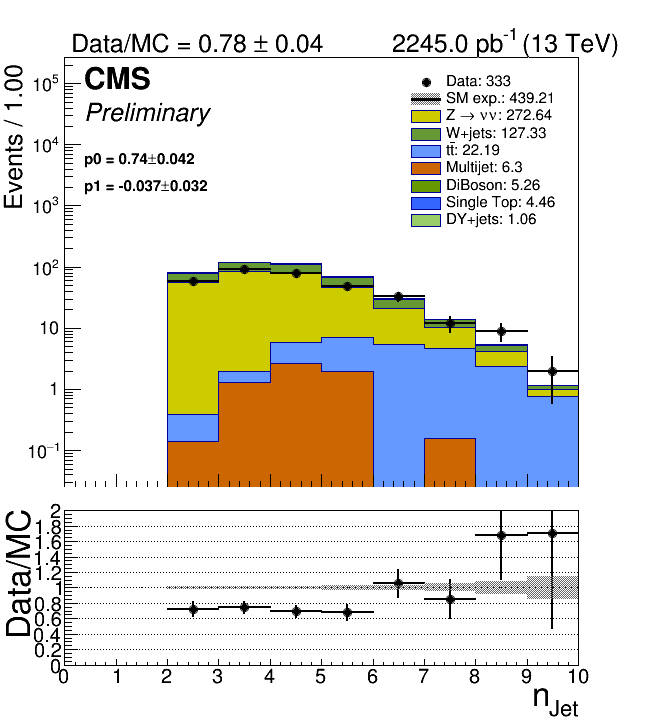 Data/MC = 0.78 ± 0.04 2245.0 pb⁻¹ (13 TeV)
Events / 1.00
CMS
Preliminary
p0 = 0.74±0.042
p1 = -0.037±0.032
Data: 333
SM exp.: 439.21
Z → νν: 272.64
W+jets: 127.33
tt̄: 22.19
Multijet: 6.3
DiBoson: 5.26
Single Top: 4.46
DY+jets: 1.06
10⁵
10⁴
10³
10²
10
1
10⁻¹
Data/MC
2
1.8
1.6
1.4
1.2
1
0.8
0.6
0.4
0.2
0
0 1 2 3 4 5 6 7 8 9 10
n_Jet